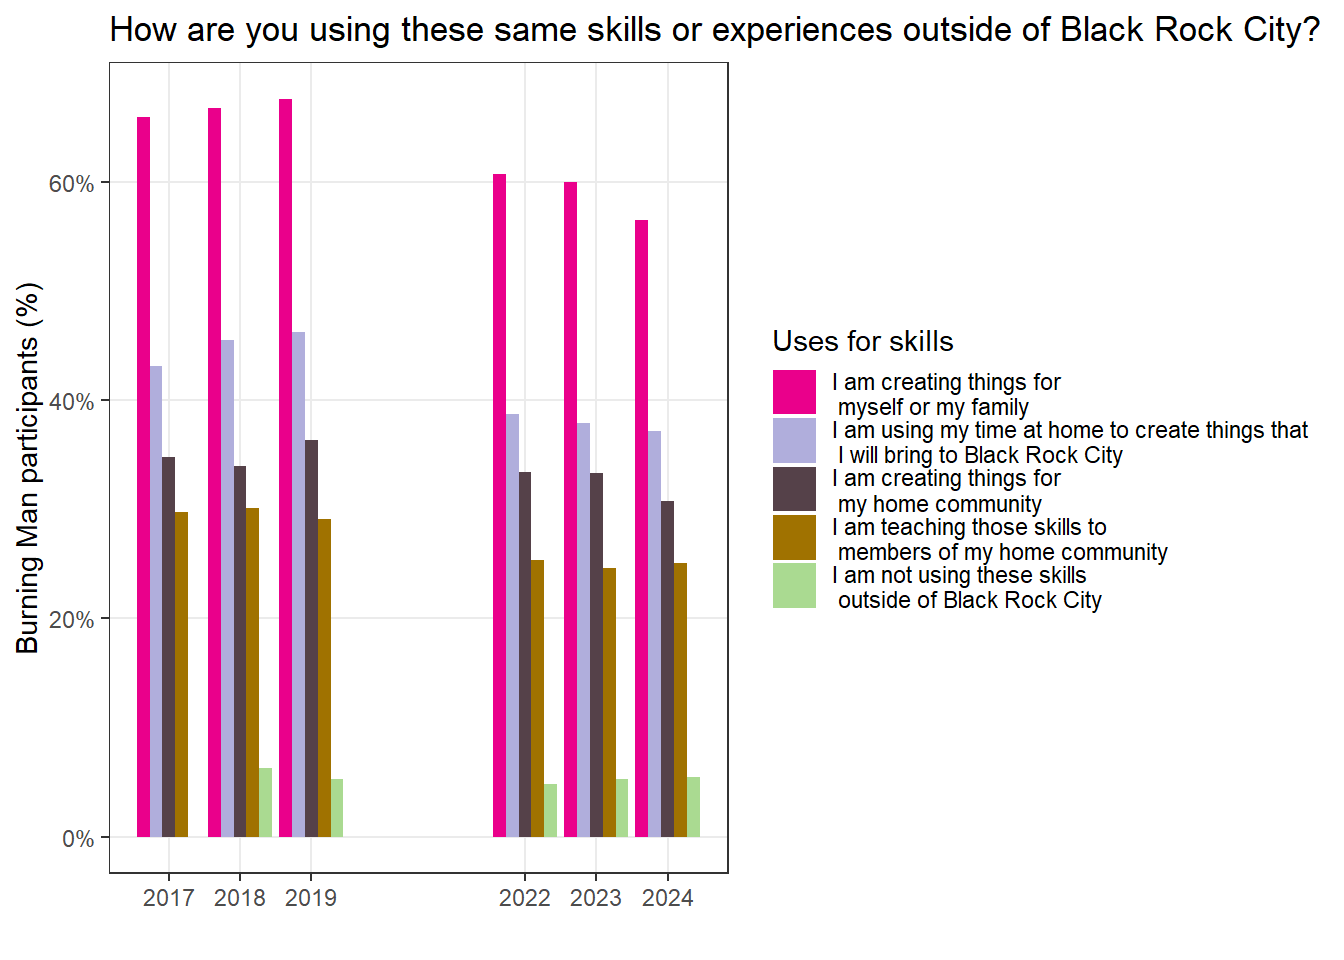 How are you using these same skills or experiences outside of Black Rock City?
Burning Man participants (%)
60%
40%
20%
0%
2017 2018 2019 2022 2023 2024
Uses for skills
I am creating things for
myself or my family
I am using my time at home to create things that
I will bring to Black Rock City
I am creating things for
my home community
I am teaching those skills to
members of my home community
I am not using these skills
outside of Black Rock City